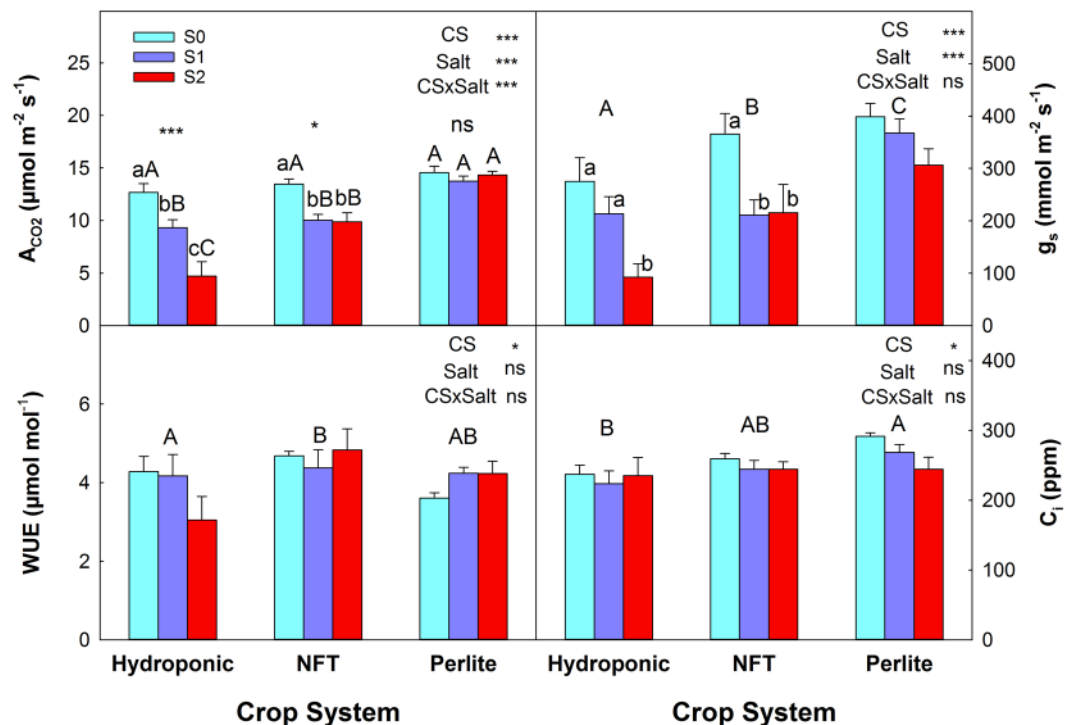 S0
S1
S2
CS ***
Salt ***
CSxSalt ***
*** * ns
aA bB cC aA bB bB A A A
25
20
15
10
5
0
A_CO2 (µmol m⁻² s⁻¹)
CS ***
Salt ***
CSxSalt ns
A B C
a a b a b b
500
400
300
200
100
0
g_s (mmol m⁻² s⁻¹)
CS *
Salt ns
CSxSalt ns
A B AB
6
4
2
0
WUE (µmol mol⁻¹)
CS *
Salt ns
CSxSalt ns
B AB A
400
300
200
100
0
C_i (ppm)
Hydroponic NFT Perlite
Hydroponic NFT Perlite
Crop System
Crop System